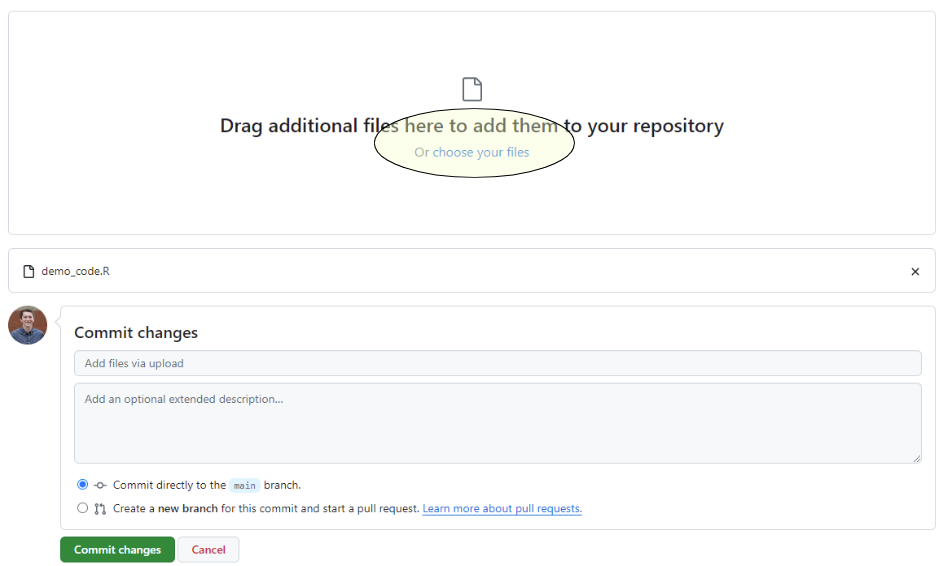 Drag additional files here to add them to your repository
Or choose your files
demo_code.R
Commit changes
Add files via upload
Add an optional extended description...
Commit directly to the main branch.
Create a new branch for this commit and start a pull request. Learn more about pull requests.
Commit changes Cancel